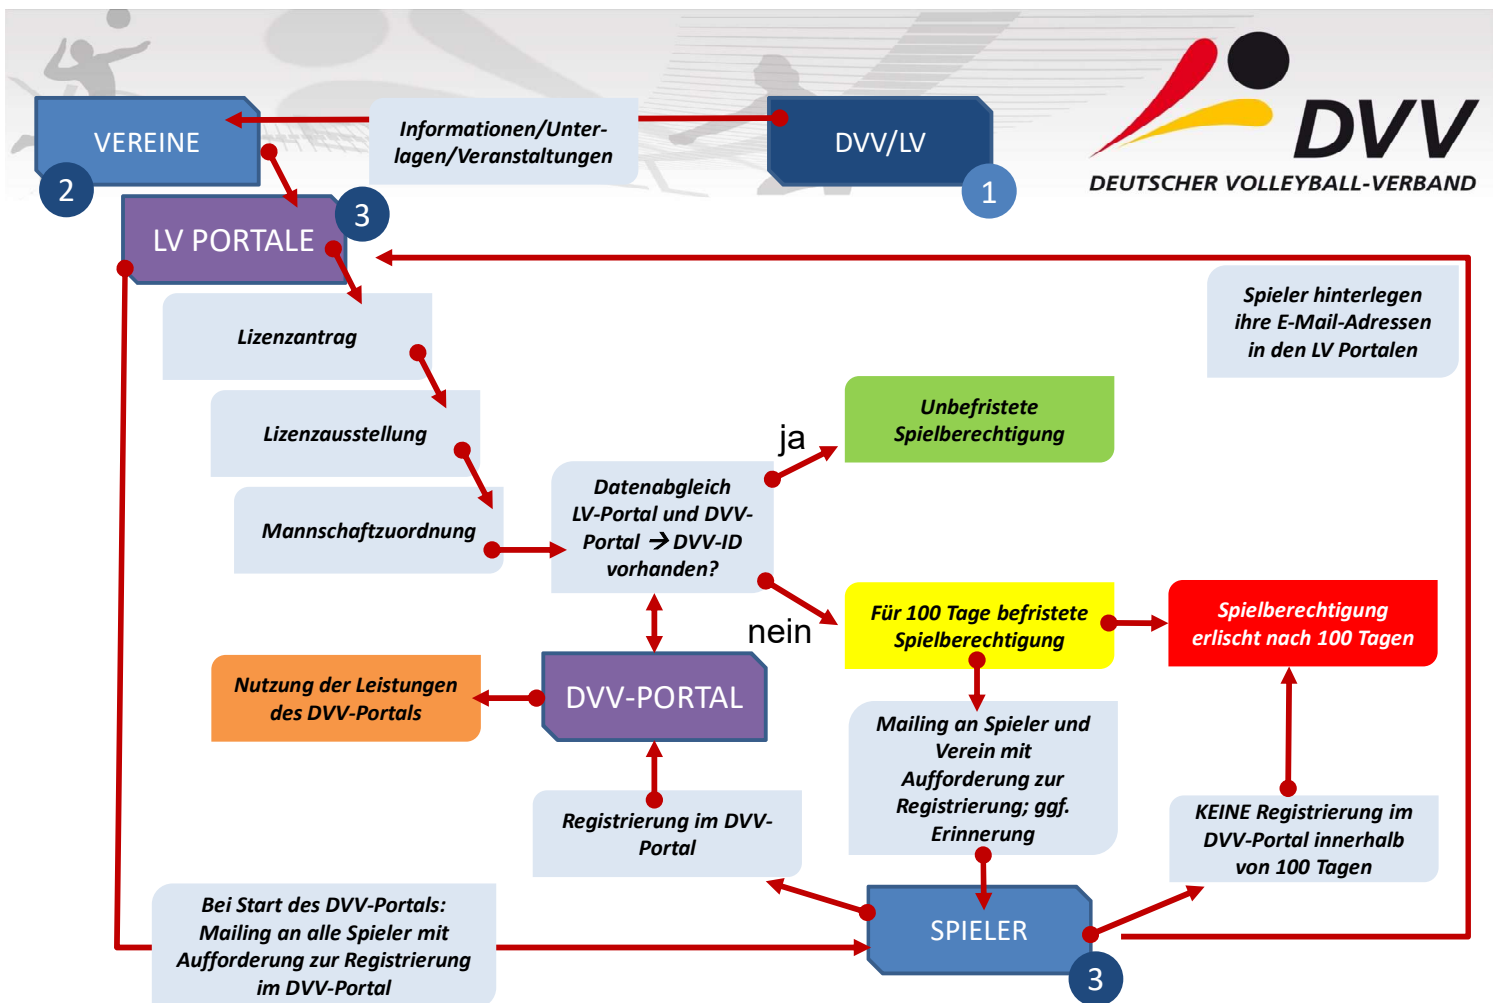 VEREINE
2
Informationen/Unter-
lagen/Veranstaltungen
DVV/LV
1
DVV
DEUTSCHER VOLLEYBALL-VERBAND
LV PORTALE
3
Spieler hinterlegen
ihre E-Mail-Adressen
in den LV Portalen
Lizenzantrag
Lizenzausstellung
Mannschaftzuordnung
Datenabgleich
LV-Portal und DVV-
Portal → DVV-ID
vorhanden?
ja
Unbefristete
Spielberechtigung
nein
Für 100 Tage befristete
Spielberechtigung
Spielberechtigung
erlischt nach 100 Tagen
Nutzung der Leistungen
des DVV-Portals
DVV-PORTAL
Mailing an Spieler und
Verein mit
Aufforderung zur
Registrierung; ggf.
Erinnerung
Registrierung im DVV-
Portal
KEINE Registrierung im
DVV-Portal innerhalb
von 100 Tagen
Bei Start des DVV-Portals:
Mailing an alle Spieler mit
Aufforderung zur Registrierung
im DVV-Portal
SPIELER
3